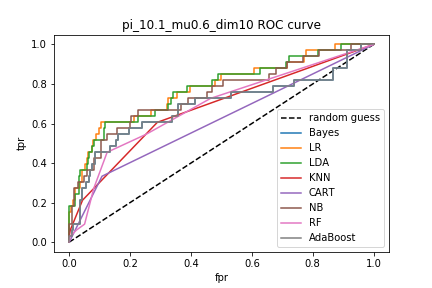 pi_10.1_mu0.6_dim10 ROC curve
1.0
0.8
0.6
0.4
0.2
0.0
tpr
0.0 0.2 0.4 0.6 0.8 1.0
fpr
random guess
Bayes
LR
LDA
KNN
CART
NB
RF
AdaBoost